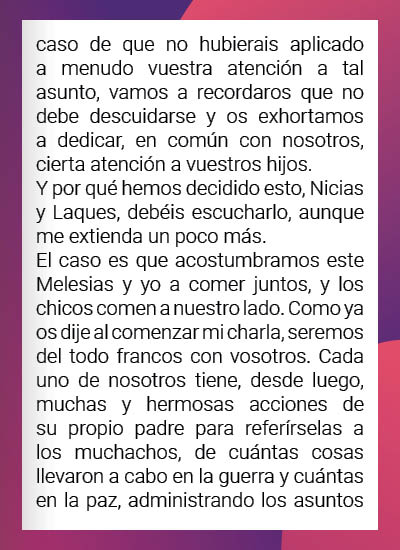 caso de que no hubierais aplicado
a menudo vuestra atención a tal
asunto, vamos a recordaros que no
debe descuidarse y os exhortamos
a dedicar, en común con nosotros,
cierta atención a vuestros hijos.
Y por qué hemos decidido esto, Nicias
y Laques, debéis escucharlo, aunque
me extienda un poco más.
El caso es que acostumbramos este
Melesias y yo a comer juntos, y los
chicos comen a nuestro lado. Como ya
os dije al comenzar mi charla, seremos
del todo francos con vosotros. Cada
uno de nosotros tiene, desde luego,
muchas y hermosas acciones de
su propio padre para referírselas a
los muchachos, de cuántas cosas
llevaron a cabo en la guerra y cuántas
en la paz, administrando los asuntos